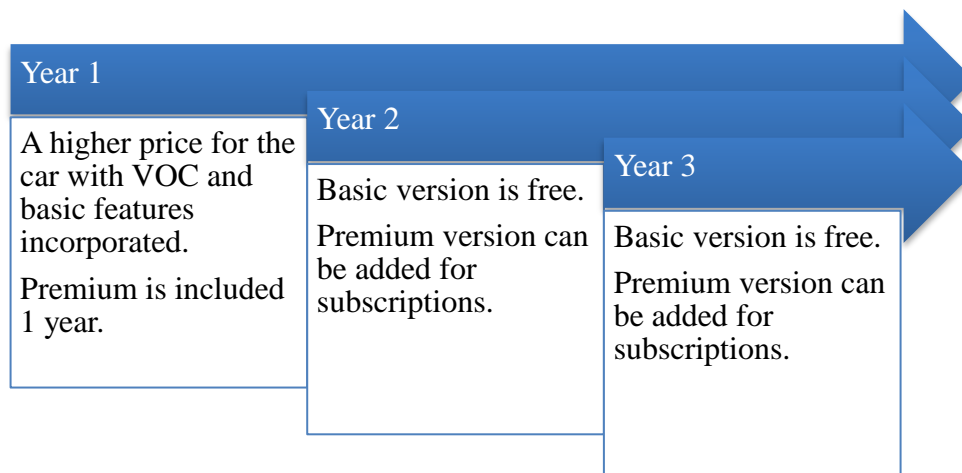 Year 1
A higher price for the
car with VOC and
basic features
incorporated.
Premium is included
1 year.
Year 2
Basic version is free.
Premium version can
be added for
subscriptions.
Year 3
Basic version is free.
Premium version can
be added for
subscriptions.